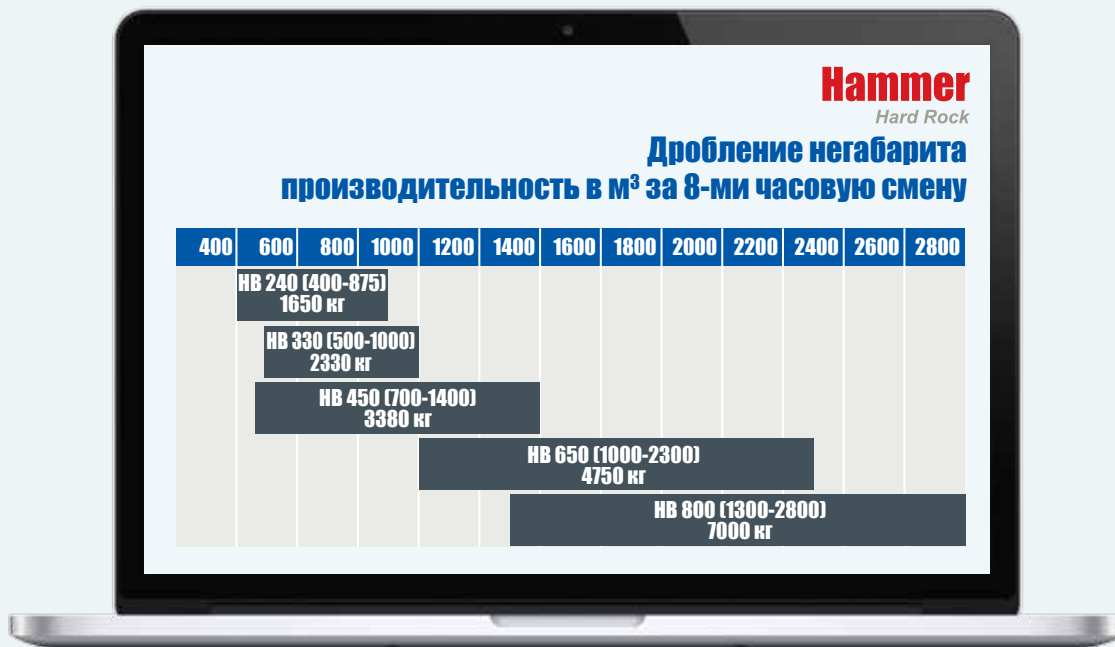 Hammer
Hard Rock
Дробление негабарита
производительность в м³ за 8-ми часовую смену
400 600 800 1000 1200 1400 1600 1800 2000 2200 2400 2600 2800
HB 240 (400-875)
1650 кг
HB 330 (500-1000)
2330 кг
HB 450 (700-1400)
3380 кг
HB 650 (1000-2300)
4750 кг
HB 800 (1300-2800)
7000 кг